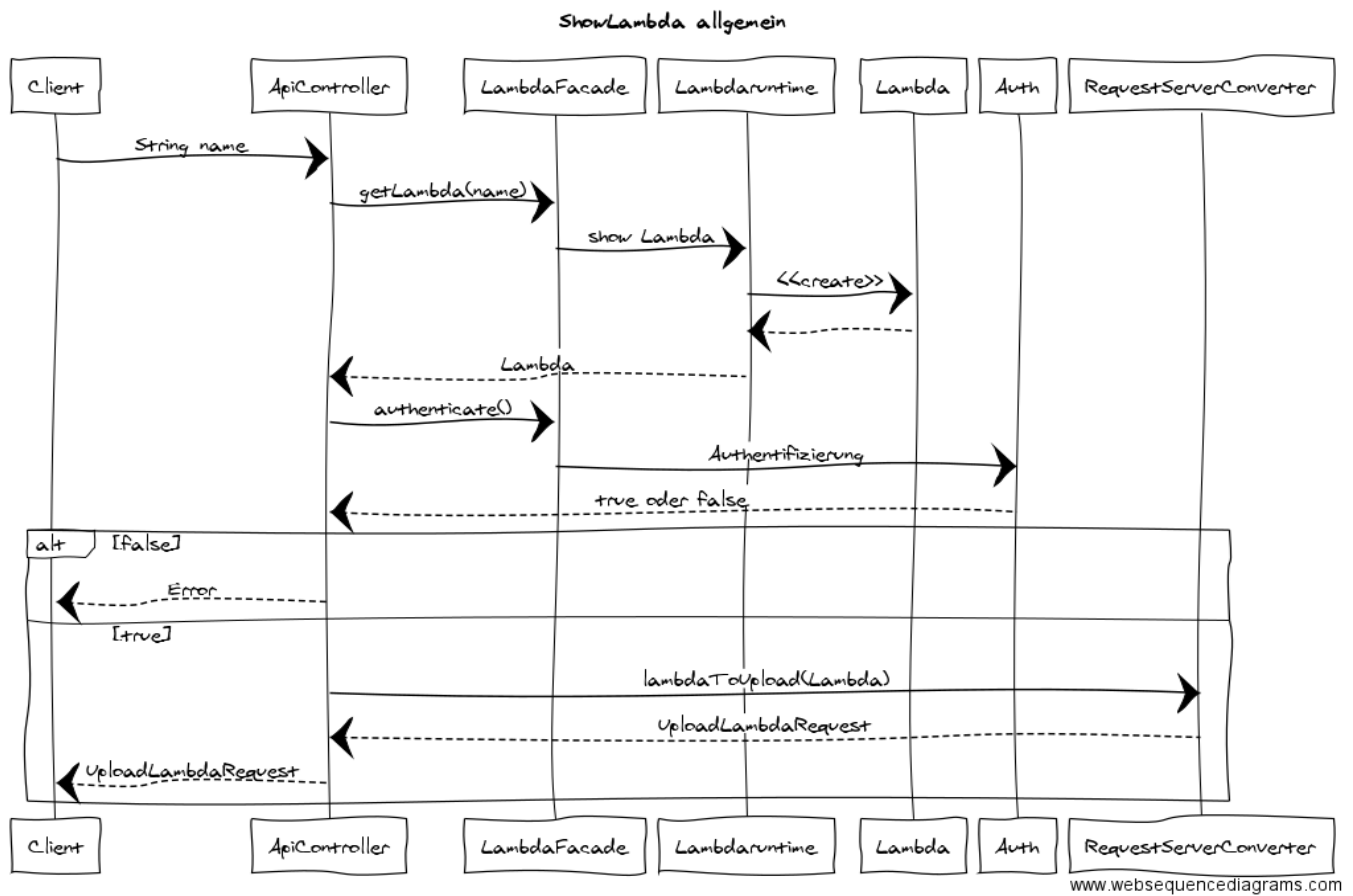 ShowLambda allgemein
Client ApiController LambdaFacade Lambdaruntime Lambda Auth RequestServerConverter
String name
getLambda(name)
show Lambda
<<create>>
Lambda
authenticate()
Authentifizierung
true oder false
alt [false]
Error
[true]
lambdaToUpload(Lambda)
UploadLambdaRequest
UploadLambdaRequest
Client ApiController LambdaFacade Lambdaruntime Lambda Auth RequestServerConverter
www.websequencediagrams.com